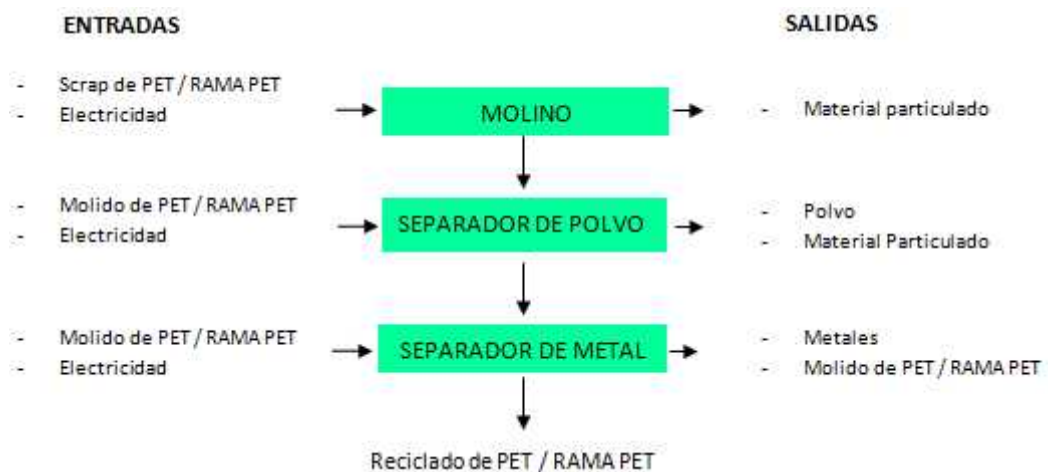 ENTRADAS
SALIDAS
- Scrap de PET / RAMA PET
- Electricidad
MOLINO
- Material particulado
- Molido de PET / RAMA PET
- Electricidad
SEPARADOR DE POLVO
- Polvo
- Material Particulado
- Molido de PET / RAMA PET
- Electricidad
SEPARADOR DE METAL
- Metales
- Molido de PET / RAMA PET
Reciclado de PET / RAMA PET